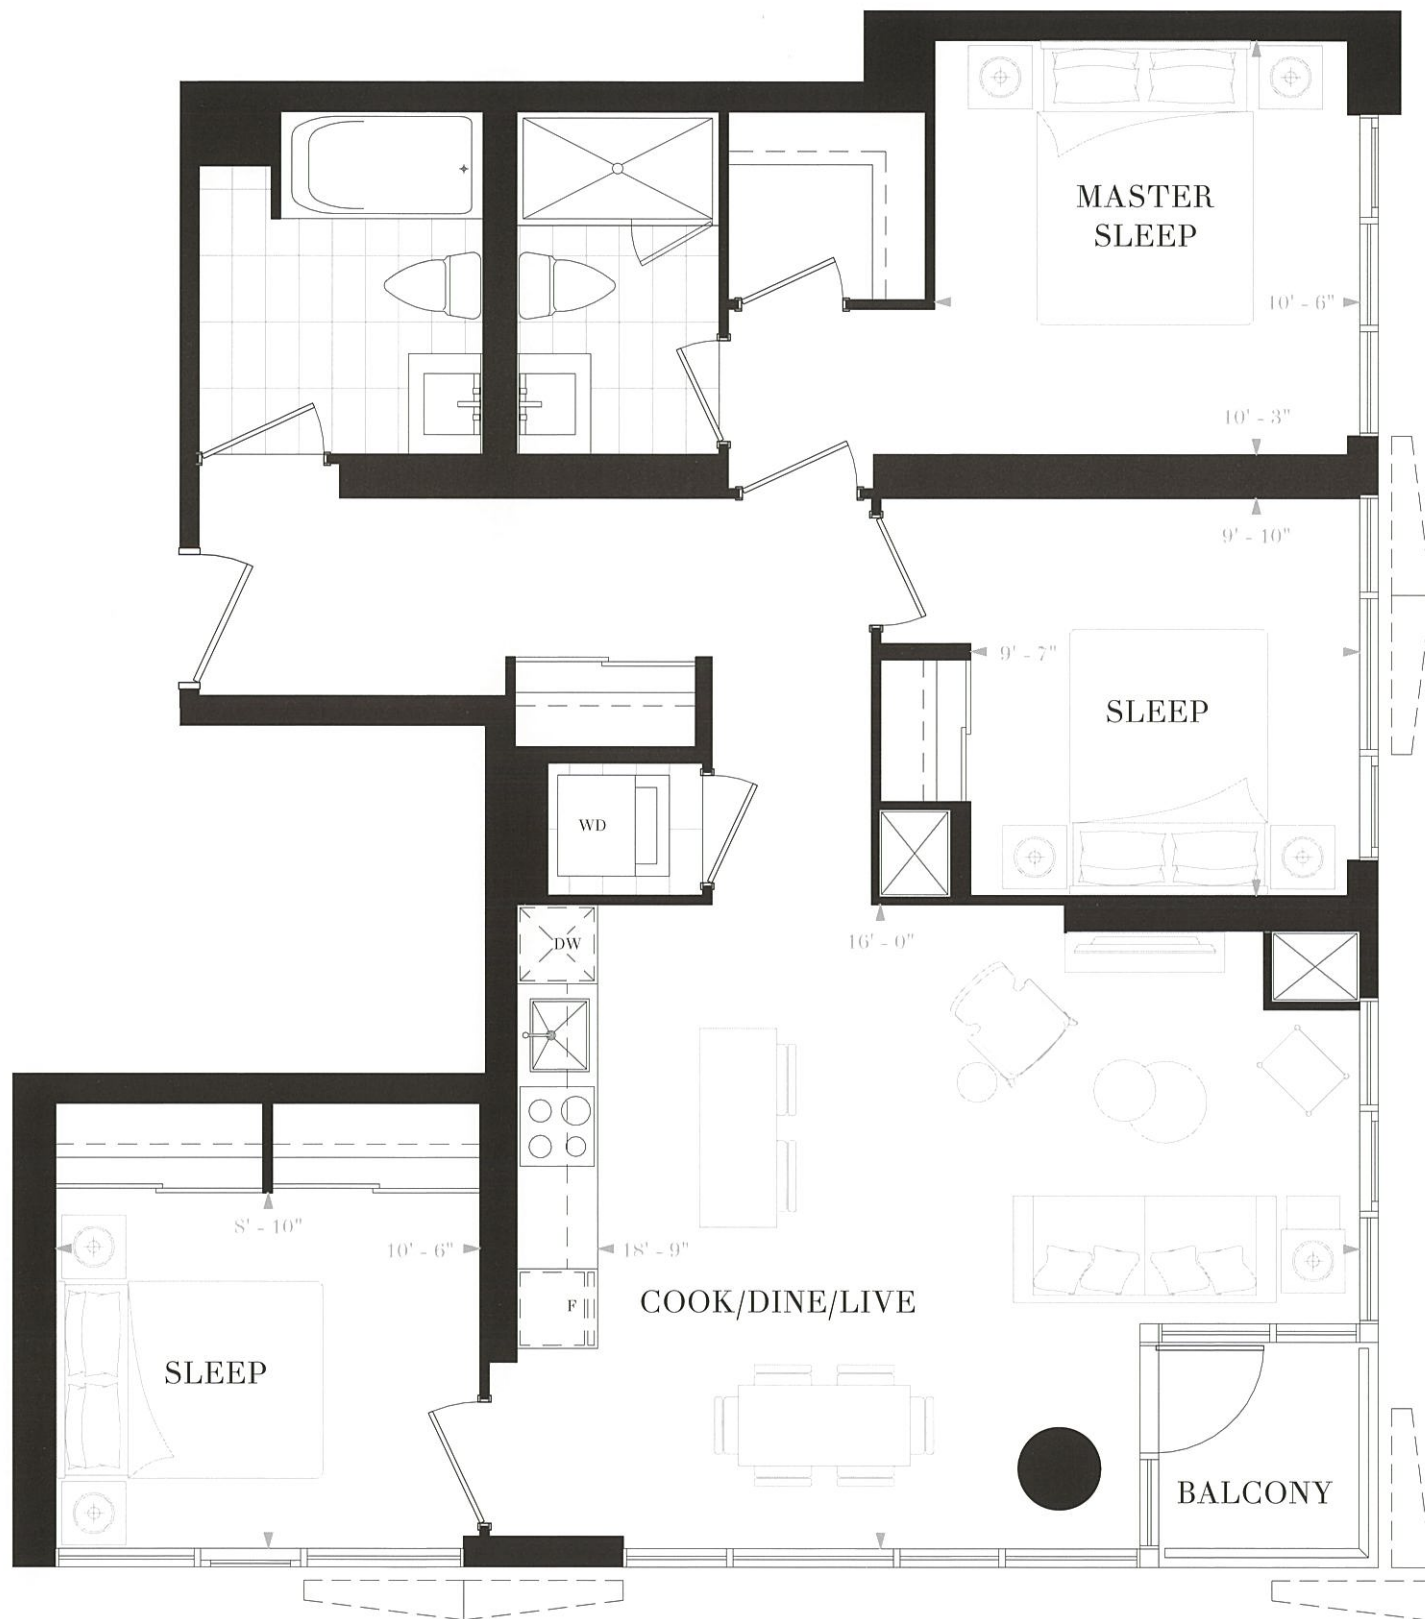 MASTER
SLEEP
10' - 6"
10' - 3"
9' - 10"
9' - 7"
SLEEP
WD
DW
16' - 0"
8' - 10"
10' - 6"
18' - 9"
F
COOK/DINE/LIVE
SLEEP
BALCONY